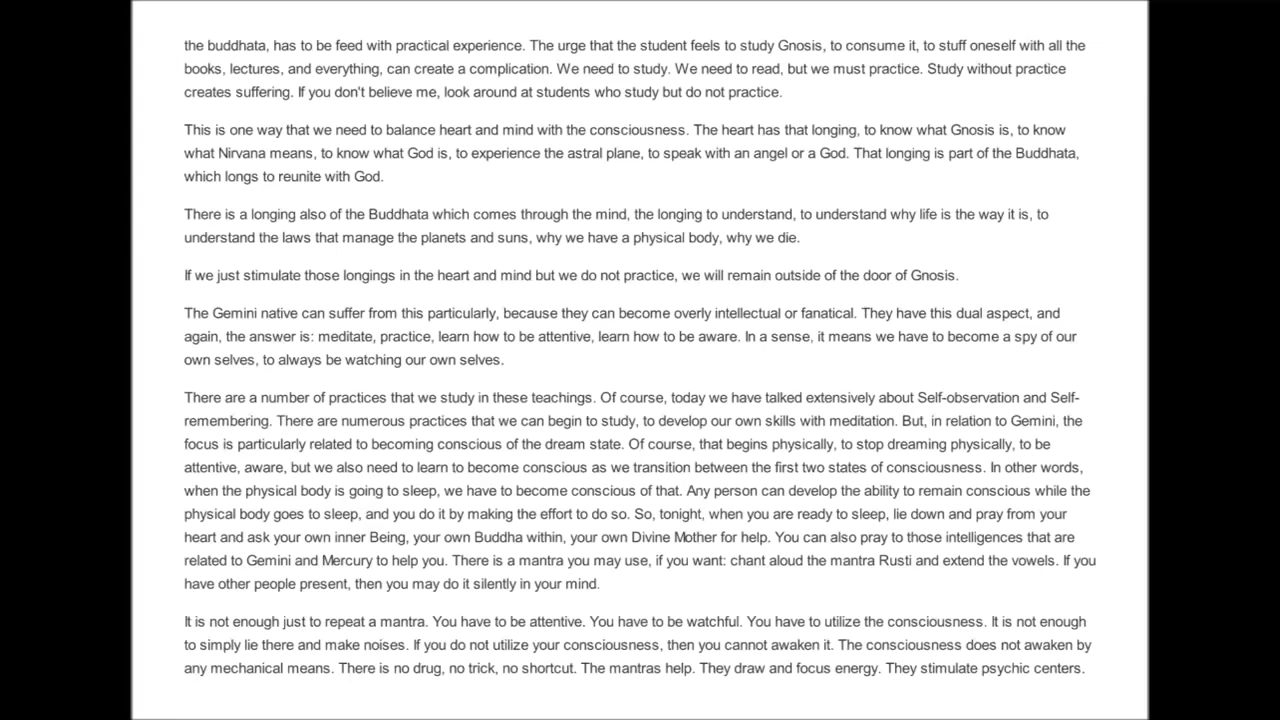 the buddhata, has to be feed with practical experience. The urge that the student feels to study Gnosis, to consume it, to stuff oneself with all the
books, lectures, and everything, can create a complication. We need to study. We need to read, but we must practice. Study without practice
creates suffering. If you don't believe me, look around at students who study but do not practice.
This is one way that we need to balance heart and mind with the consciousness. The heart has that longing, to know what Gnosis is, to know
what Nirvana means, to know what God is, to experience the astral plane, to speak with an angel or a God. That longing is part of the Buddhata,
which longs to reunite with God.
There is a longing also of the Buddhata which comes through the mind, the longing to understand, to understand why life is the way it is, to
understand the laws that manage the planets and suns, why we have a physical body, why we die.
If we just stimulate those longings in the heart and mind but we do not practice, we will remain outside of the door of Gnosis.
The Gemini native can suffer from this particularly, because they can become overly intellectual or fanatical. They have this dual aspect, and
again, the answer is: meditate, practice, learn how to be attentive, learn how to be aware. In a sense, it means we have to become a spy of our
own selves, to always be watching our own selves.
There are a number of practices that we study in these teachings. Of course, today we have talked extensively about Self-observation and Self-
remembering. There are numerous practices that we can begin to study, to develop our own skills with meditation. But, in relation to Gemini, the
focus is particularly related to becoming conscious of the dream state. Of course, that begins physically, to stop dreaming physically, to be
attentive, aware, but we also need to learn to become conscious as we transition between the first two states of consciousness. In other words,
when the physical body is going to sleep, we have to become conscious of that. Any person can develop the ability to remain conscious while the
physical body goes to sleep, and you do it by making the effort to do so. So, tonight, when you are ready to sleep, lie down and pray from your
heart and ask your own inner Being, your own Buddha within, your own Divine Mother for help. You can also pray to those intelligences that are
related to Gemini and Mercury to help you. There is a mantra you may use, if you want: chant aloud the mantra Rusti and extend the vowels. If you
have other people present, then you may do it silently in your mind.
It is not enough just to repeat a mantra. You have to be attentive. You have to be watchful. You have to utilize the consciousness. It is not enough
to simply lie there and make noises. If you do not utilize your consciousness, then you cannot awaken it. The consciousness does not awaken by
any mechanical means. There is no drug, no trick, no shortcut. The mantras help. They draw and focus energy. They stimulate psychic centers.